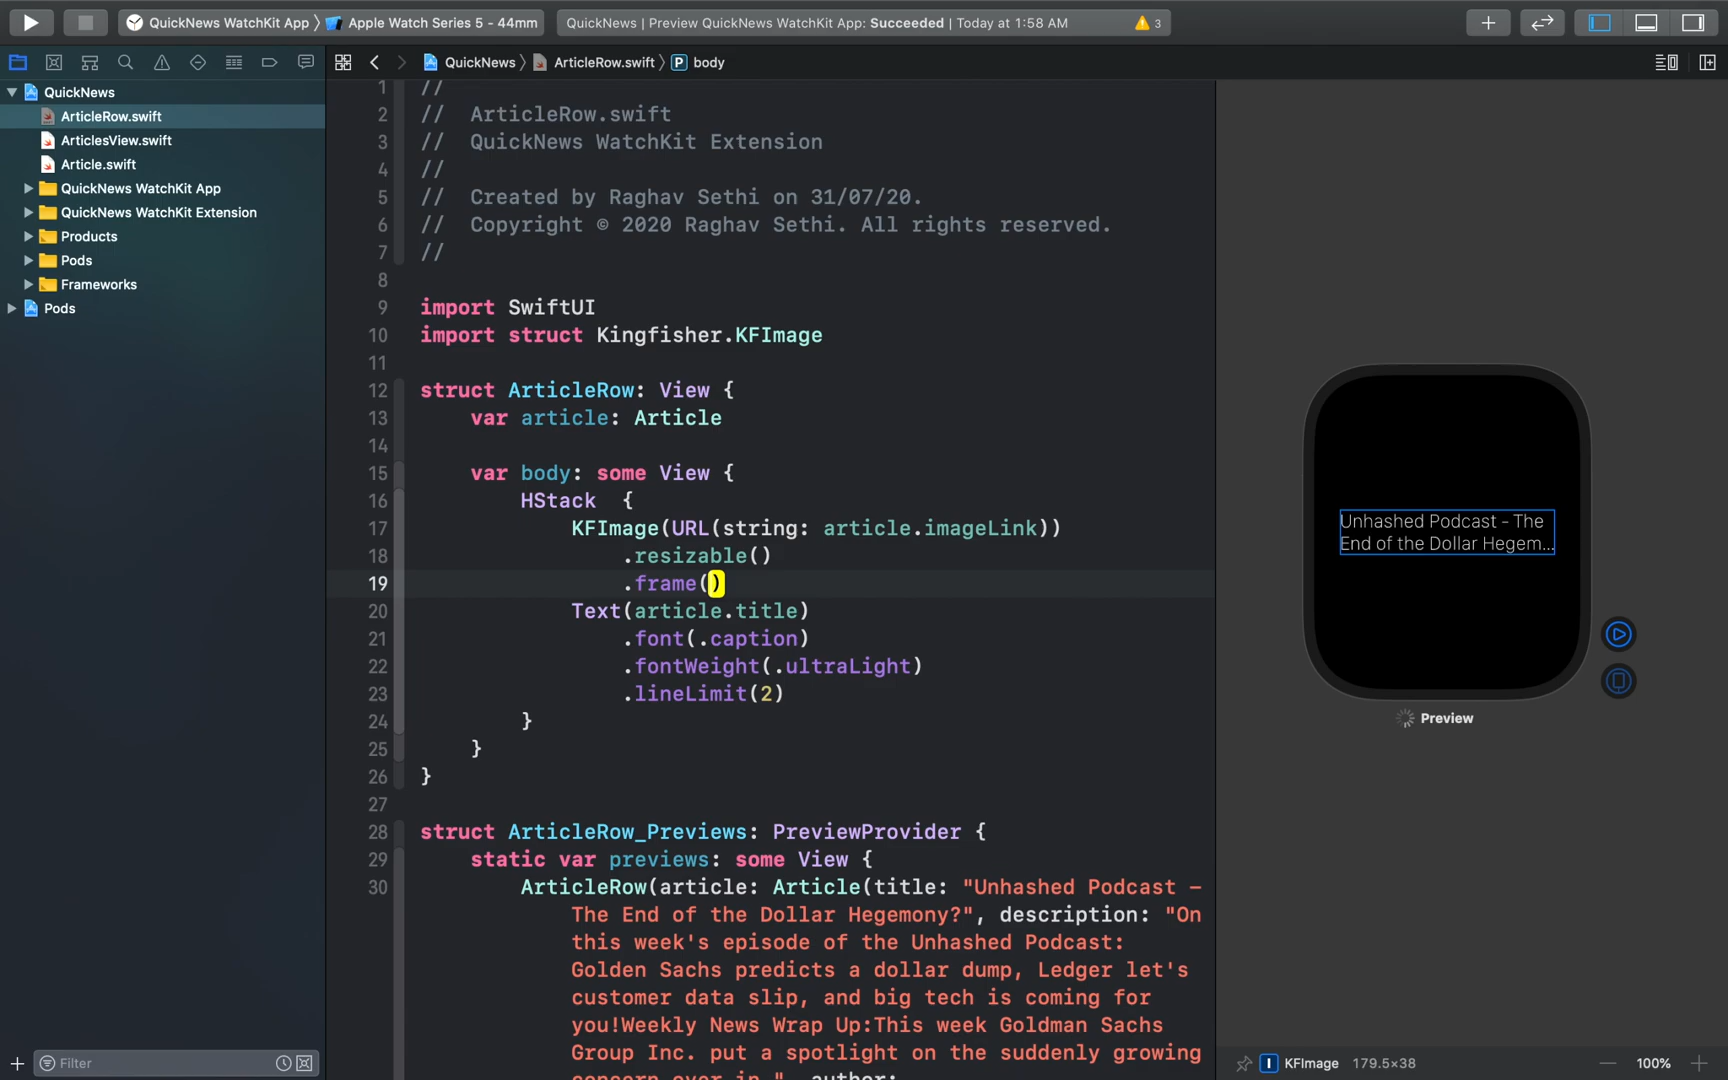 QuickNews WatchKit App 〉 Apple Watch Series 5 - 44mm
QuickNews | Preview QuickNews WatchKit App: Succeeded | Today at 1:58 AM
3
QuickNews 〉 ArticleRow.swift 〉 P body
QuickNews
ArticleRow.swift
ArticlesView.swift
Article.swift
QuickNews WatchKit App
QuickNews WatchKit Extension
Products
Pods
Frameworks
Pods
Filter
1 //
2 //  ArticleRow.swift
3 //  QuickNews WatchKit Extension
4 //
5 //  Created by Raghav Sethi on 31/07/20.
6 //  Copyright © 2020 Raghav Sethi. All rights reserved.
7 //
8
9 import SwiftUI
10 import struct Kingfisher.KFImage
11
12 struct ArticleRow: View {
13     var article: Article
14
15     var body: some View {
16         HStack  {
17             KFImage(URL(string: article.imageLink))
18                 .resizable()
19                 .frame()
20             Text(article.title)
21                 .font(.caption)
22                 .fontWeight(.ultraLight)
23                 .lineLimit(2)
24         }
25     }
26 }
27
28 struct ArticleRow_Previews: PreviewProvider {
29     static var previews: some View {
30         ArticleRow(article: Article(title: "Unhashed Podcast –
The End of the Dollar Hegemony?", description: "On
this week's episode of the Unhashed Podcast:
Golden Sachs predicts a dollar dump, Ledger let's
customer data slip, and big tech is coming for
you!Weekly News Wrap Up:This week Goldman Sachs
Group Inc. put a spotlight on the suddenly growing
concern over in…", author:
Unhashed Podcast - The
End of the Dollar Hegem...
Preview
I KFImage 179.5×38
100%